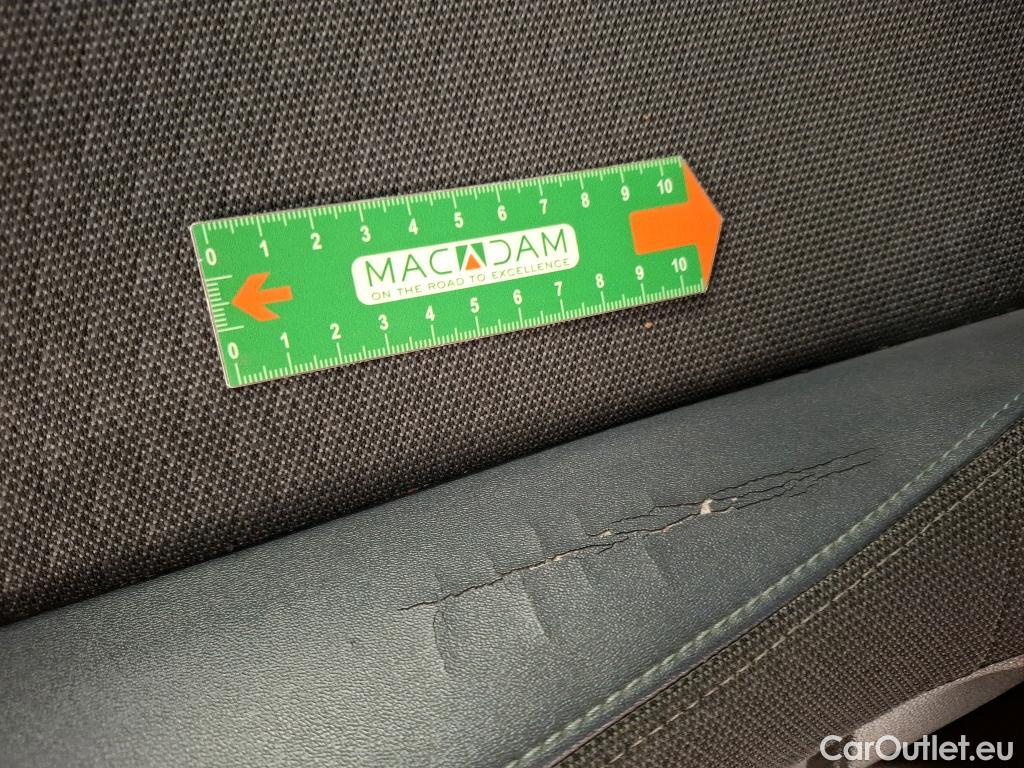 0 1 2 3 4 5 6 7 8 9 10
MACADAM
ON THE ROAD TO EXCELLENCE
0 1 2 3 4 5 6 7 8 9 10
CarOutlet.eu